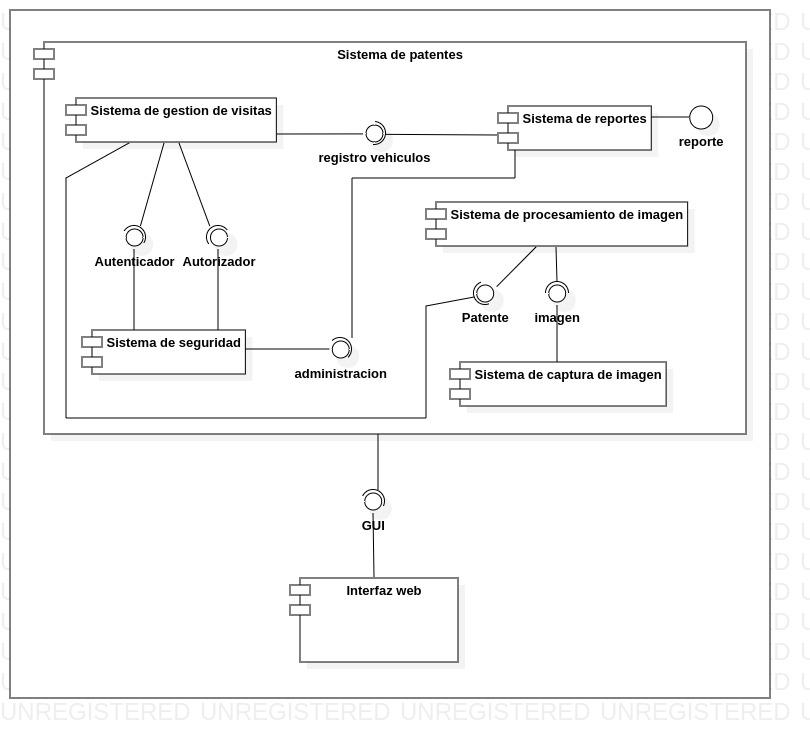 Sistema de patentes
Sistema de gestion de visitas
Sistema de reportes
reporte
registro vehiculos
Sistema de procesamiento de imagen
Autenticador
Autorizador
Patente
imagen
Sistema de seguridad
administracion
Sistema de captura de imagen
GUI
Interfaz web
UNREGISTERED UNREGISTERED UNREGISTERED UNREGISTERED